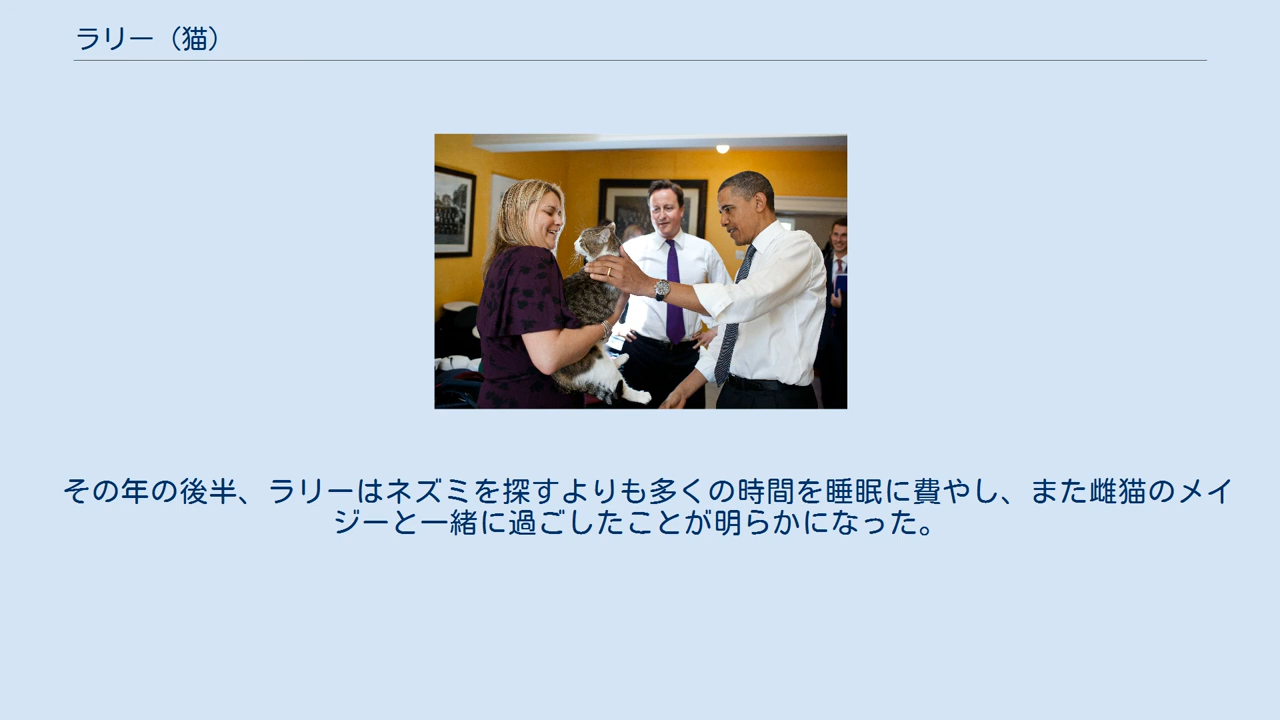 ラリー（猫）
その年の後半、ラリーはネズミを探すよりも多くの時間を睡眠に費やし、また雌猫のメイ
ジーと一緒に過ごしたことが明らかになった。